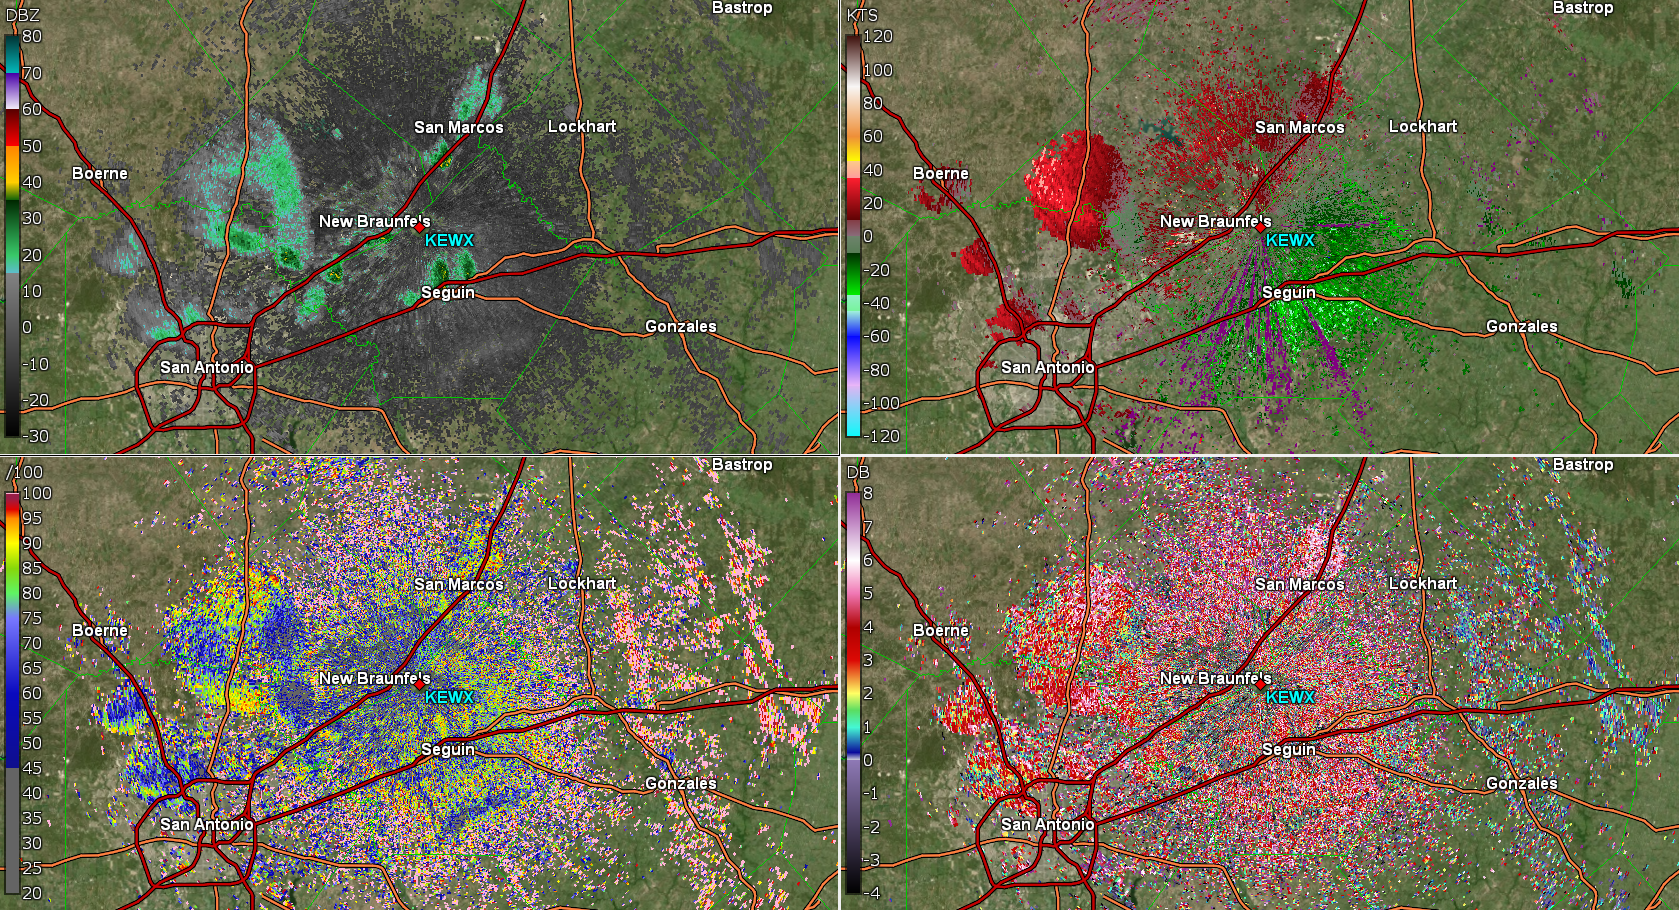 DBZ
80
70
60
50
40
30
20
10
0
-10
-20
-30
Bastrop
San Marcos
Lockhart
Boerne
New Braunfe's
KEWX
Seguin
Gonzales
San Antonio
KTS
120
100
80
60
40
20
0
-20
-40
-60
-80
-100
-120
Bastrop
San Marcos
Lockhart
Boerne
New Braunfe's
KEWX
Seguin
Gonzales
San Antonio
/100
100
95
90
85
80
75
70
65
60
55
50
45
40
35
30
25
20
Bastrop
San Marcos
Lockhart
Boerne
New Braunfe's
KEWX
Seguin
Gonzales
San Antonio
DB
8
7
6
5
4
3
2
1
0
-1
-2
-3
-4
Bastrop
San Marcos
Lockhart
Boerne
New Braunfe's
KEWX
Seguin
Gonzales
San Antonio